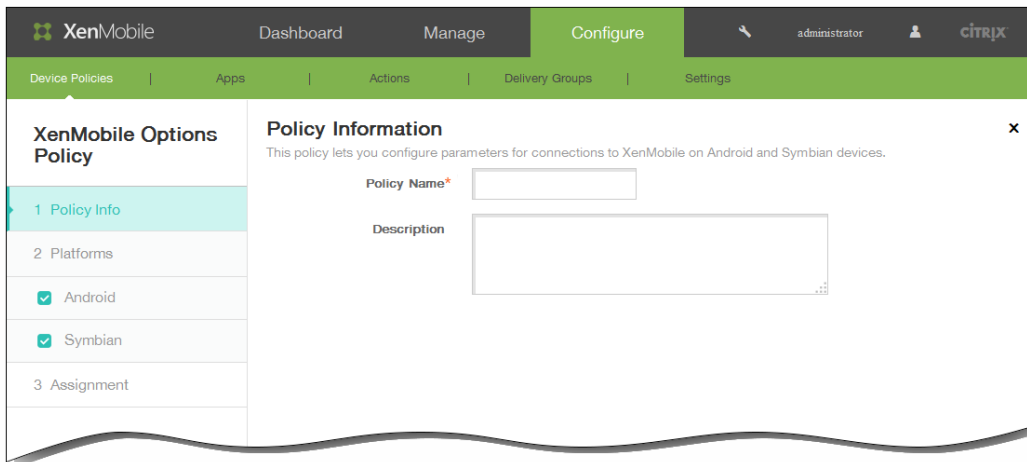 XenMobile Dashboard Manage Configure administrator CITRIX
Device Policies | Apps | Actions | Delivery Groups | Settings
XenMobile Options
Policy
1 Policy Info
2 Platforms
Android
Symbian
3 Assignment
Policy Information x
This policy lets you configure parameters for connections to XenMobile on Android and Symbian devices.
Policy Name*
Description